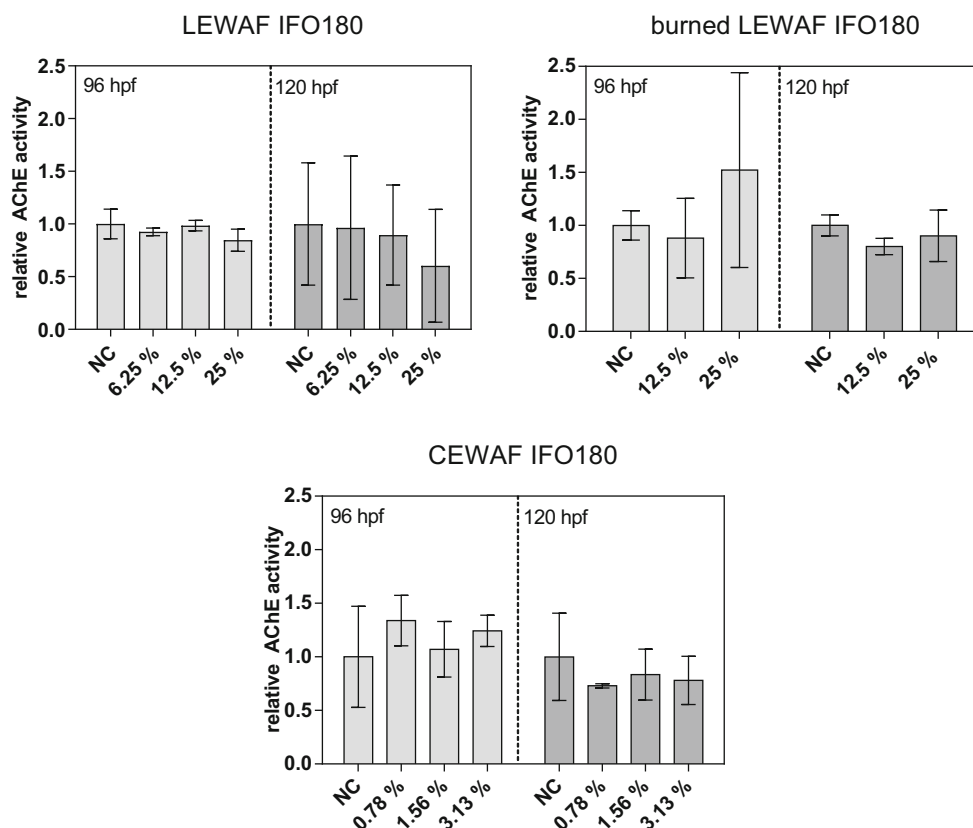 LEWAF IFO180
relative AChE activity
2.5
2.0
1.5
1.0
0.5
0.0
96 hpf
120 hpf
NC
6.25 %
12.5 %
25 %
NC
6.25 %
12.5 %
25 %
burned LEWAF IFO180
relative AChE activity
2.5
2.0
1.5
1.0
0.5
0.0
96 hpf
120 hpf
NC
12.5 %
25 %
NC
12.5 %
25 %
CEWAF IFO180
relative AChE activity
2.5
2.0
1.5
1.0
0.5
0.0
96 hpf
120 hpf
NC
0.78 %
1.56 %
3.13 %
NC
0.78 %
1.56 %
3.13 %